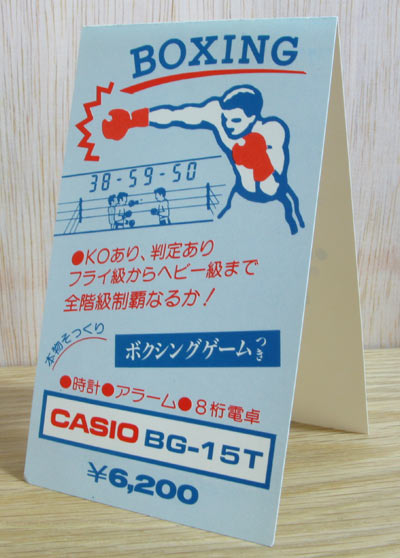 BOXING
38-59-50
●KOあり、判定あり
フライ級からヘビー級まで
全階級制覇なるか！
本物そっくり
ボクシングゲームつき
●時計●アラーム●8桁電卓
CASIO BG-15T
¥6,200